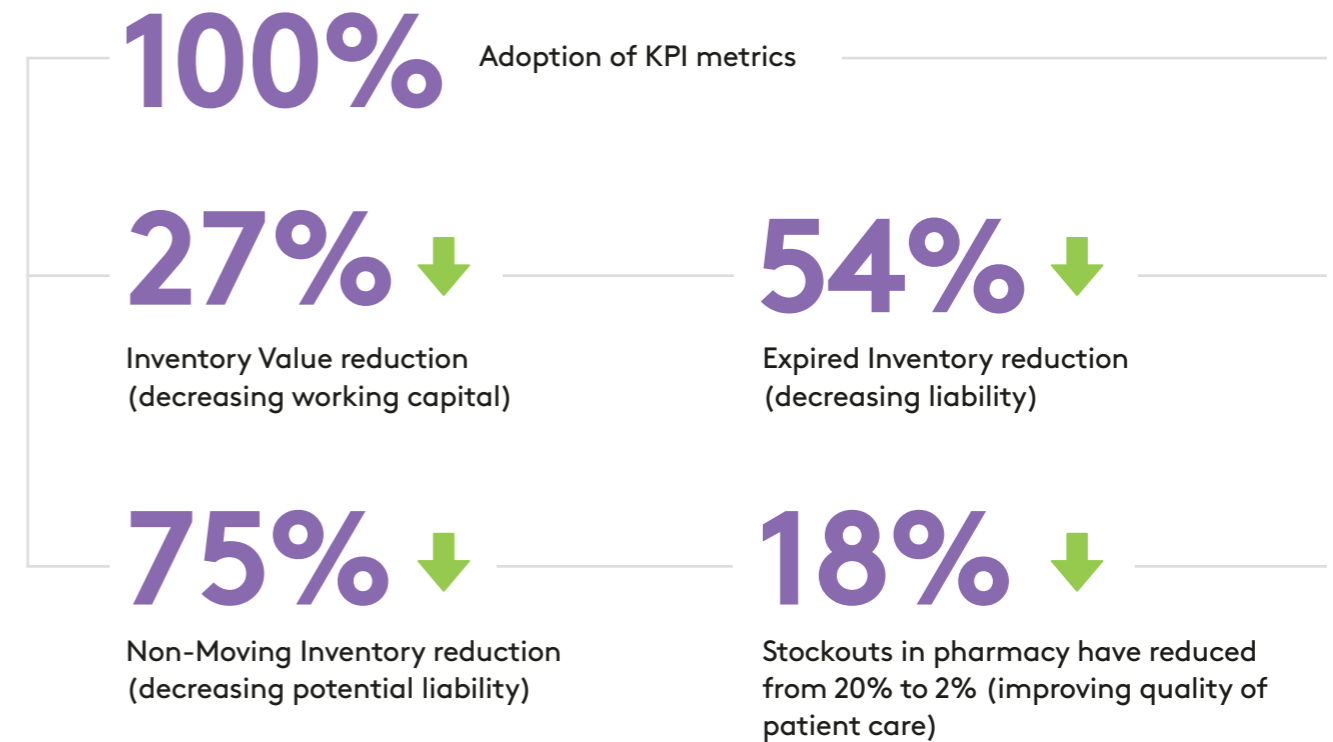 100%
Adoption of KPI metrics
27%
Inventory Value reduction
(decreasing working capital)
54%
Expired Inventory reduction
(decreasing liability)
75%
Non-Moving Inventory reduction
(decreasing potential liability)
18%
Stockouts in pharmacy have reduced
from 20% to 2% (improving quality of
patient care)